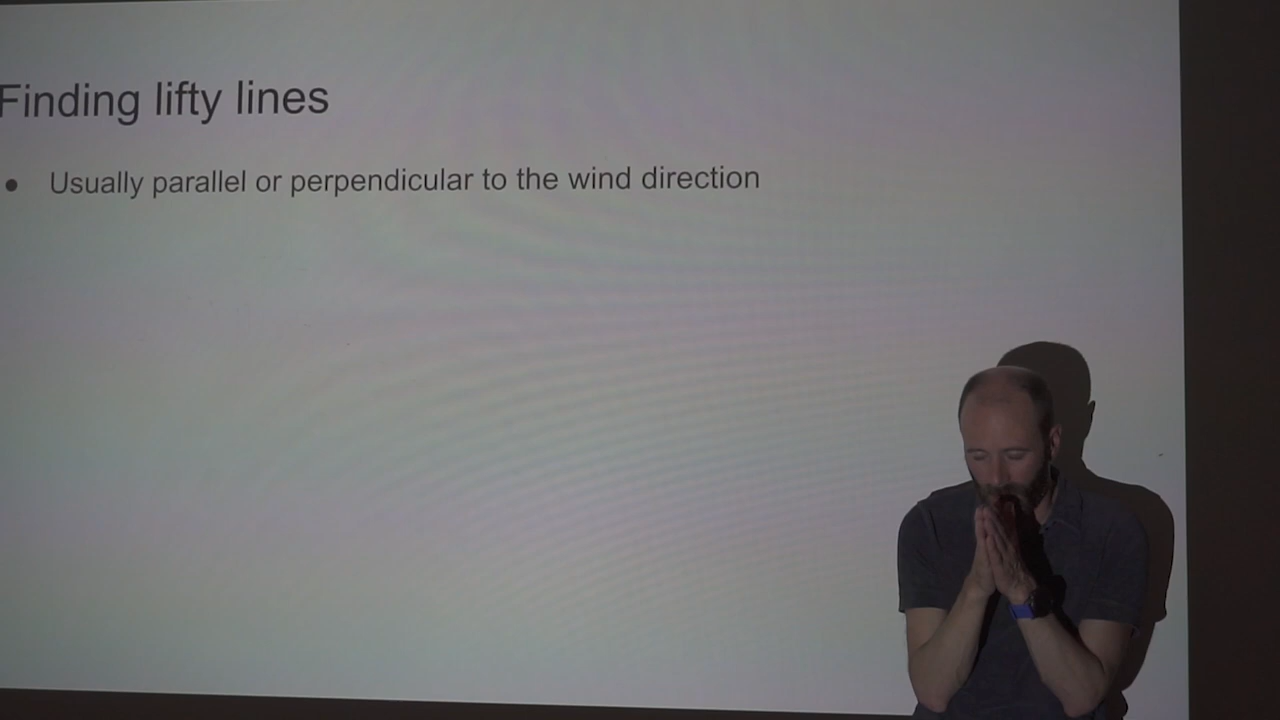 Finding lifty lines
● Usually parallel or perpendicular to the wind direction